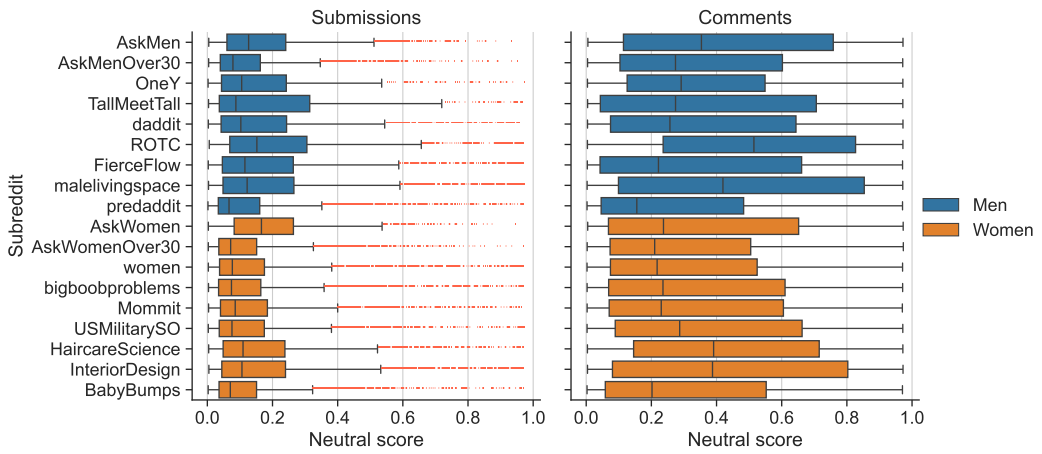 Submissions
Comments
Subreddit
AskMen
AskMenOver30
OneY
TallMeetTall
daddit
ROTC
FierceFlow
malelivingspace
predaddit
AskWomen
AskWomenOver30
women
bigboobproblems
Mommit
USMilitarySO
HaircareScience
InteriorDesign
BabyBumps
0.0 0.2 0.4 0.6 0.8 1.0
Neutral score
0.0 0.2 0.4 0.6 0.8 1.0
Neutral score
Men
Women